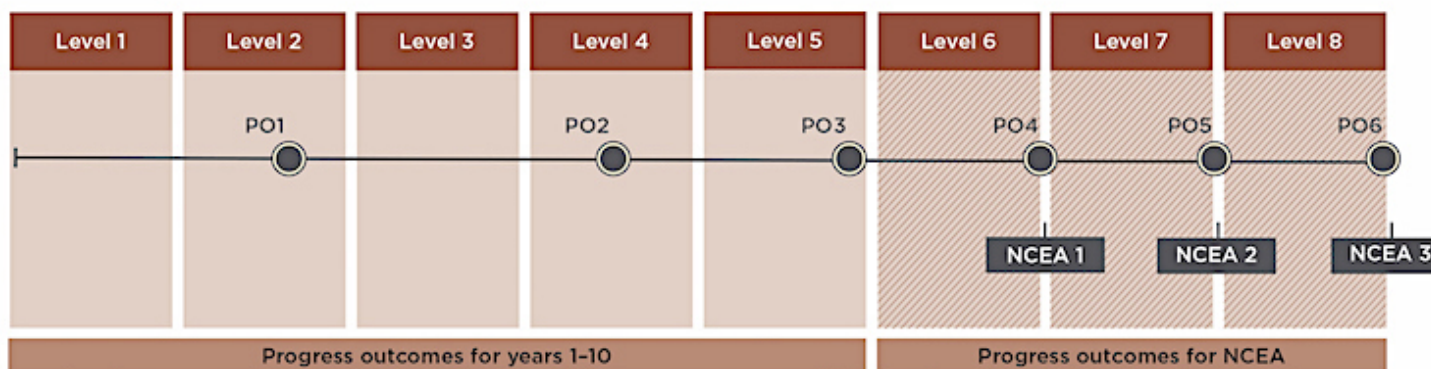 Level 1 Level 2 Level 3 Level 4 Level 5 Level 6 Level 7 Level 8
PO1 PO2 PO3 PO4 PO5 PO6
NCEA 1 NCEA 2 NCEA 3
Progress outcomes for years 1–10 Progress outcomes for NCEA